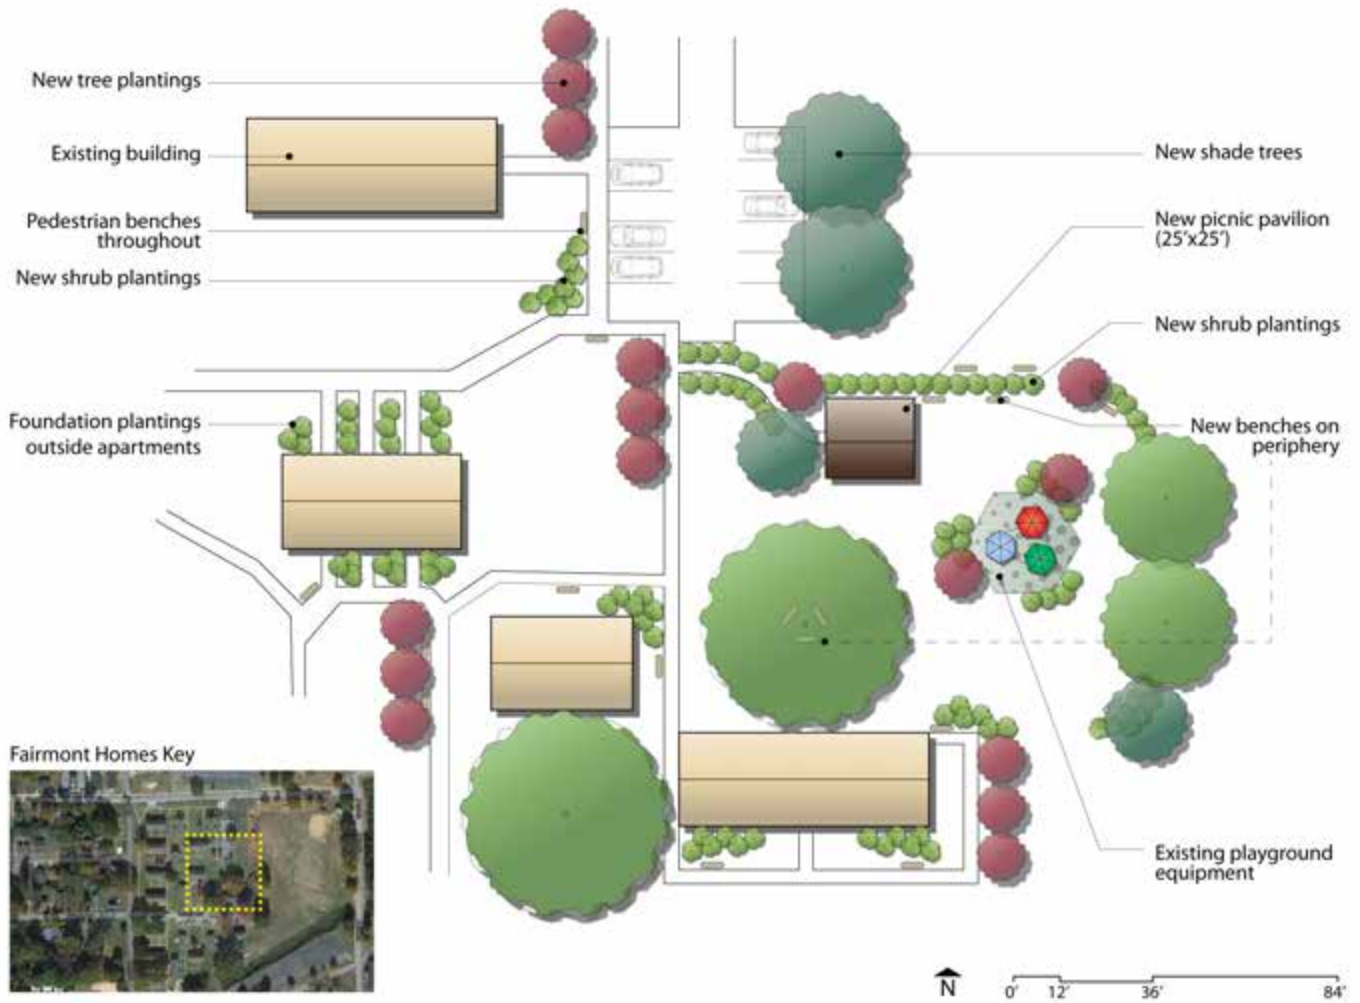 New tree plantings
Existing building
Pedestrian benches
throughout
New shrub plantings
Foundation plantings
outside apartments
New shade trees
New picnic pavilion
(25'x25')
New shrub plantings
New benches on
periphery
Existing playground
equipment
Fairmont Homes Key
N
0' 12' 36' 84'